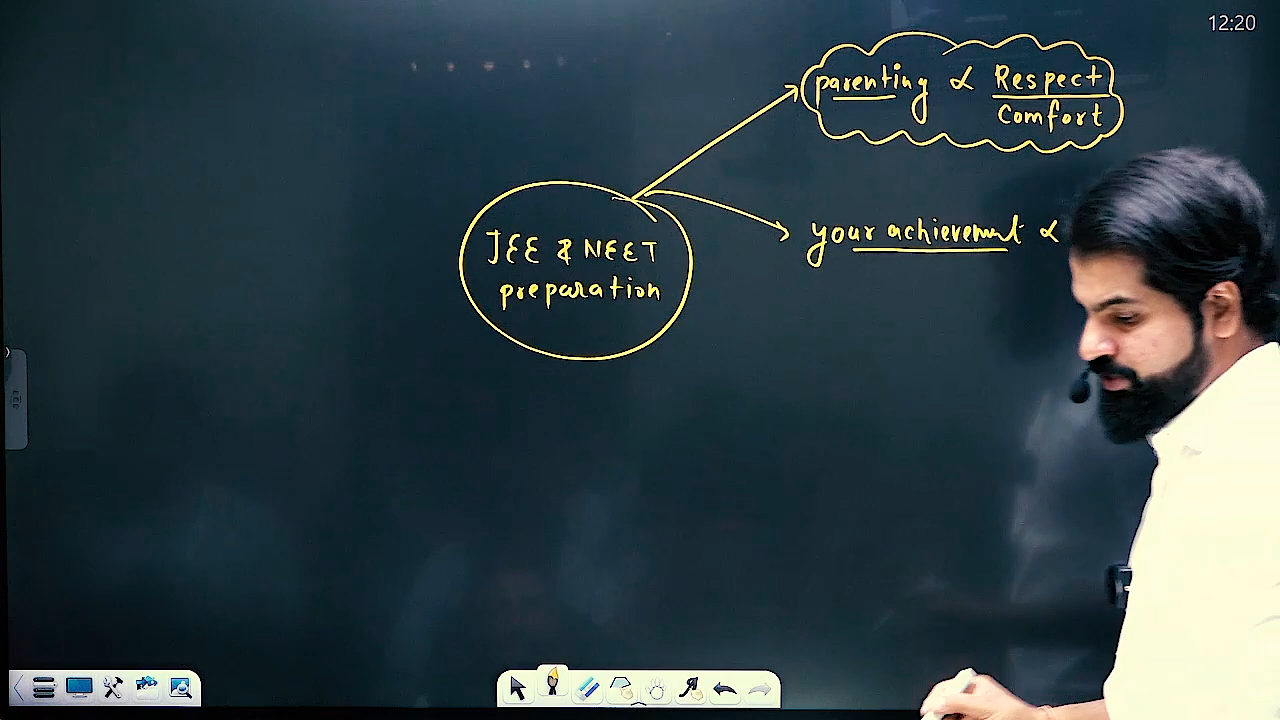 12:20
parenting ∝ Respect
Comfort
your achievement ∝
JEE & NEET
preparation